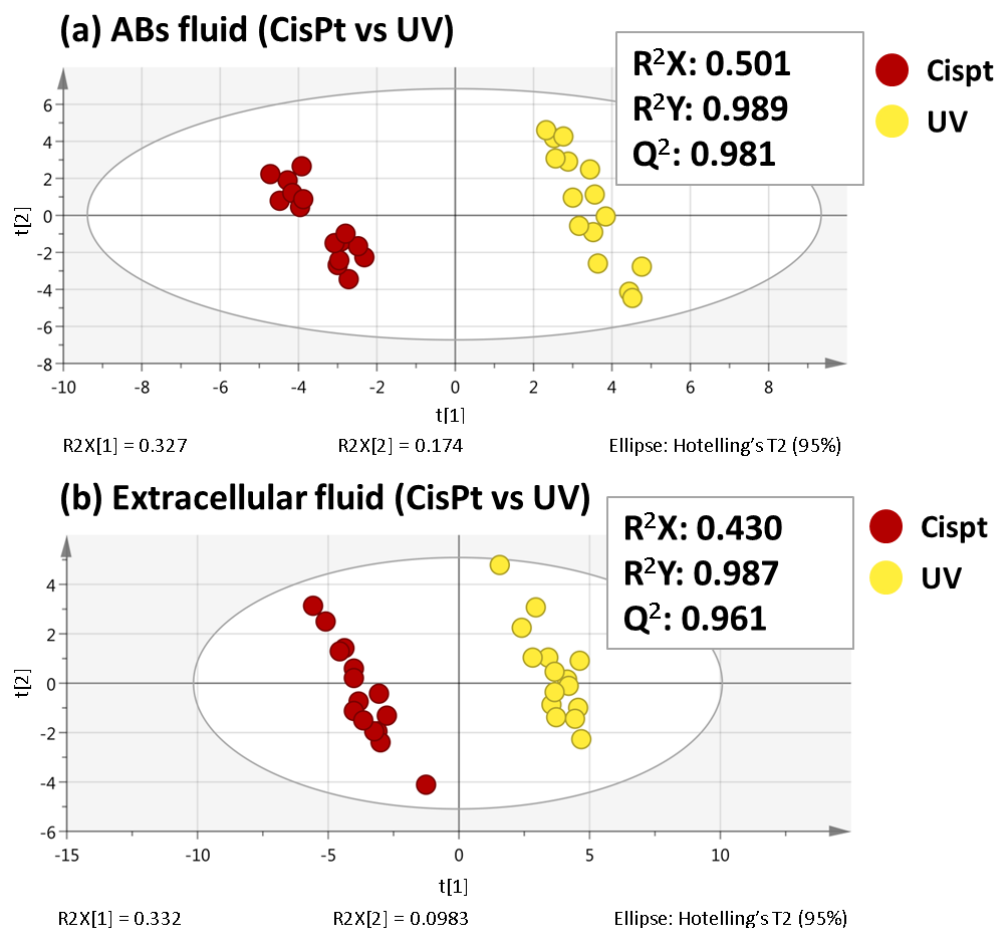 (a) ABs fluid (CisPt vs UV)
R²X: 0.501
R²Y: 0.989
Q²: 0.981
Cispt
UV
t[2]
6
4
2
0
-2
-4
-6
-8
-10 -8 -6 -4 -2 0 2 4 6 8
t[1]
R2X[1] = 0.327 R2X[2] = 0.174 Ellipse: Hotelling's T2 (95%)
(b) Extracellular fluid (CisPt vs UV)
R²X: 0.430
R²Y: 0.987
Q²: 0.961
Cispt
UV
t[2]
4
2
0
-2
-4
-6
-15 -10 -5 0 5 10
t[1]
R2X[1] = 0.332 R2X[2] = 0.0983 Ellipse: Hotelling's T2 (95%)